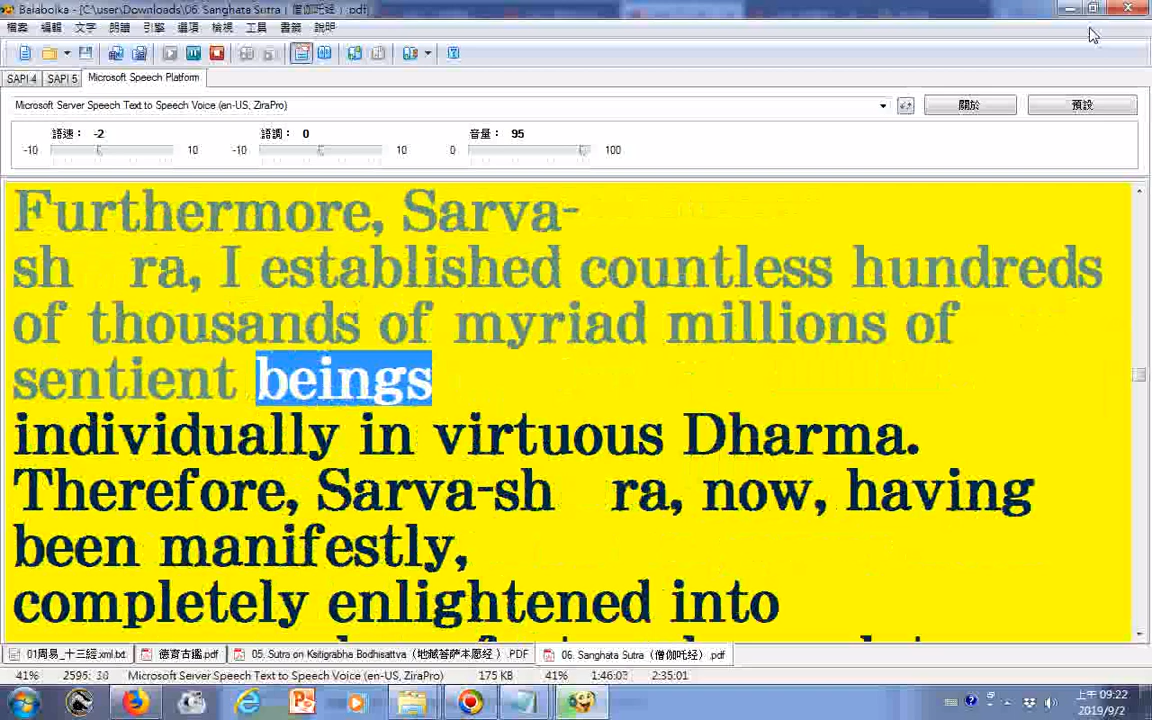 Balabolka - [C:\user\Downloads\06. Sanghata Sutra（僧伽吒经）.pdf]
檔案 編輯 文字 朗讀 引擎 選項 檢視 工具 書籤 說明
SAPI 4 SAPI 5 Microsoft Speech Platform
Microsoft Server Speech Text to Speech Voice (en-US, ZiraPro) 關於 預設
語速： -2 語調： 0 音量： 95
-10 10 -10 10 0 100
Furthermore, Sarva-
sh ra, I established countless hundreds
of thousands of myriad millions of
sentient beings
individually in virtuous Dharma.
Therefore, Sarva-sh ra, now, having
been manifestly,
completely enlightened into
01周易_十三經.xml.txt 德育古鑑.pdf 05. Sutra on Ksitigrabha Bodhisattva（地藏菩萨本愿经）.PDF 06. Sanghata Sutra（僧伽吒经）.pdf
41% 2595: 30 Microsoft Server Speech Text to Speech Voice (en-US, ZiraPro) 175 KB 41% 1:46:03 2:35:01
上午 09:22
2019/9/2